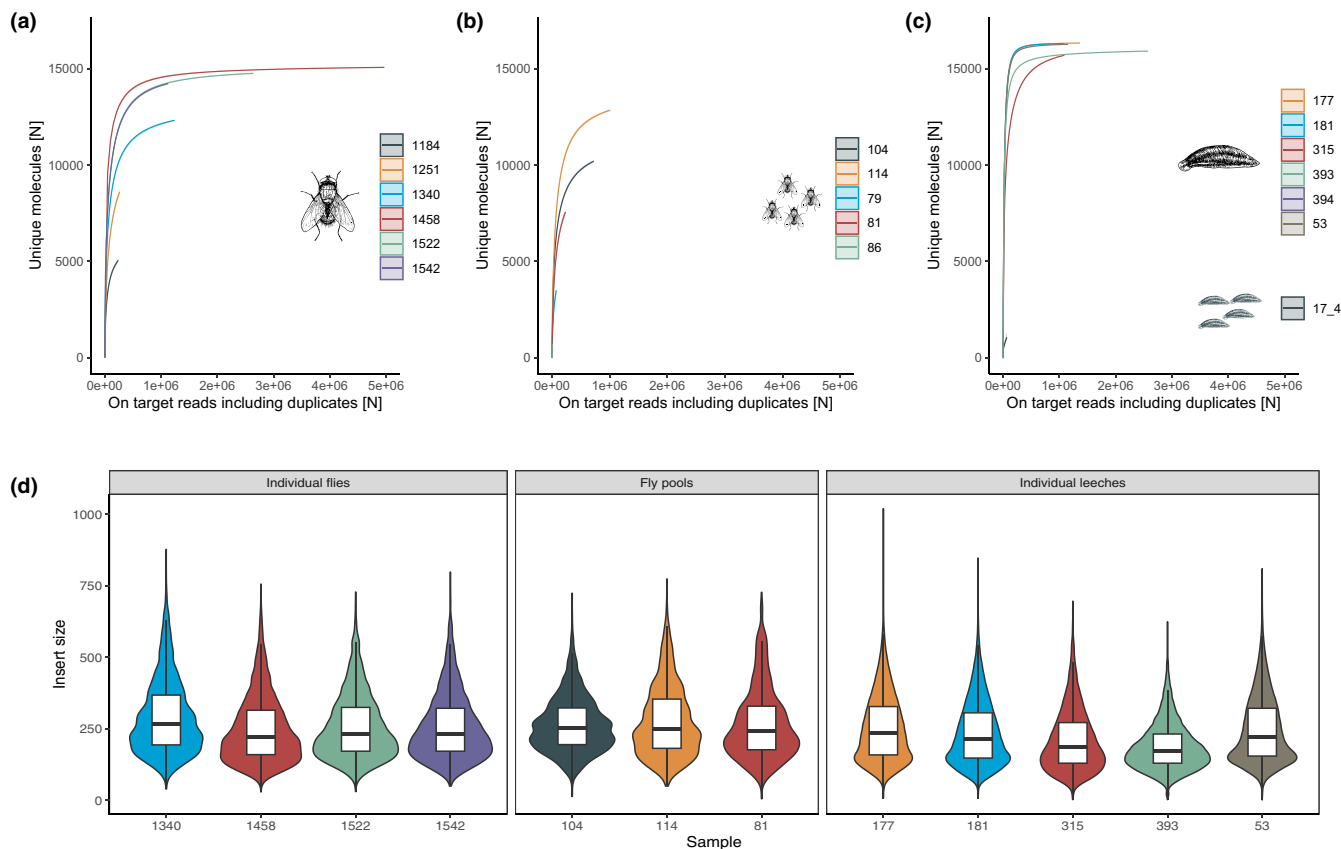 (a)
Unique molecules [N]
15000
10000
5000
0
0e+00 1e+06 2e+06 3e+06 4e+06 5e+06
On target reads including duplicates [N]
1184
1251
1340
1458
1522
1542
(b)
Unique molecules [N]
15000
10000
5000
0
0e+00 1e+06 2e+06 3e+06 4e+06 5e+06
On target reads including duplicates [N]
104
114
79
81
86
(c)
Unique molecules [N]
15000
10000
5000
0
0e+00 1e+06 2e+06 3e+06 4e+06 5e+06
On target reads including duplicates [N]
177
181
315
393
394
53
17_4
(d)
Individual flies Fly pools Individual leeches
Insert size
1000
750
500
250
0
1340 1458 1522 1542 104 114 81 177 181 315 393 53
Sample